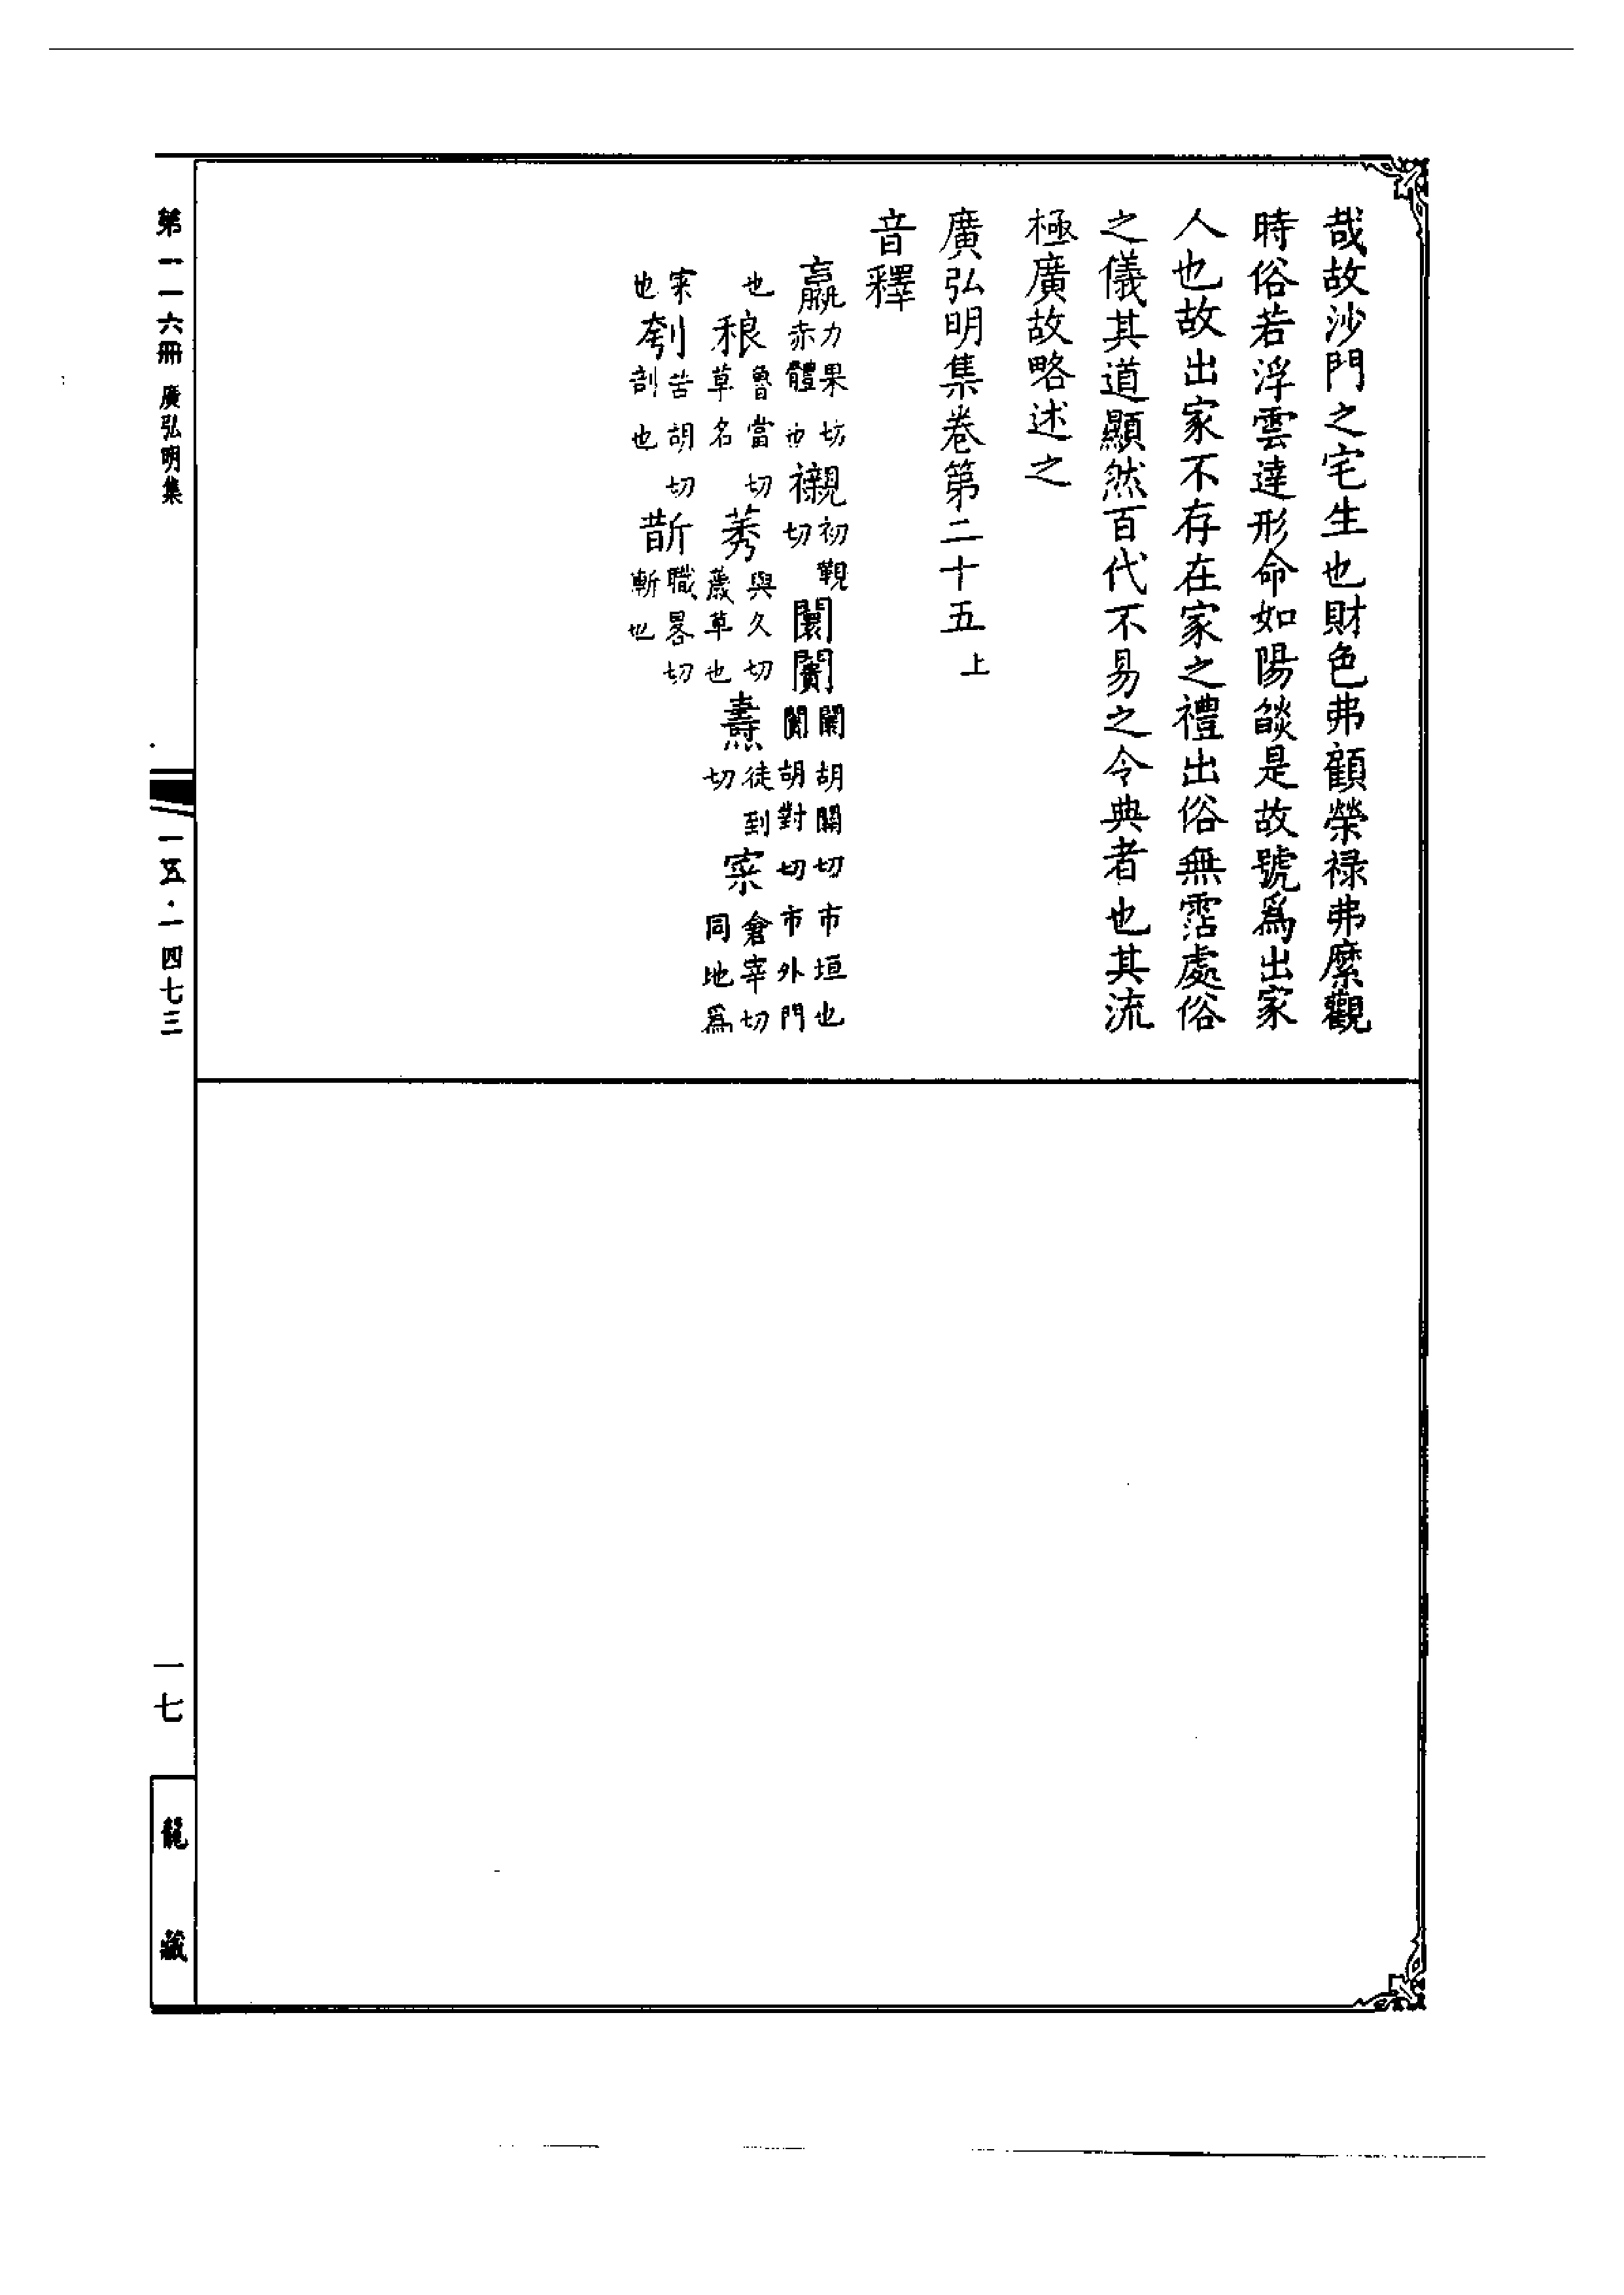 哉故沙門之宅生也財色弗顧榮禄弗縻觀
時俗若浮雲達形命如陽燄是故號爲出家
人也故出家不存在家之禮出俗無霑處俗
之儀其道顯然百代不易之令典者也其流
極廣故略述之
廣弘明集卷第二十五上
音釋
臝力果切赤體也襯初覲切闤闠闤胡關切市垣也闠胡對切市外門
也稂魯當切草名莠與久切薉草也燾徒到切寀倉宰切同地爲
寀也刳苦胡切剖也斮職畧切斬也
第一一六冊 廣弘明集
一五·一四七三
一七
龍藏